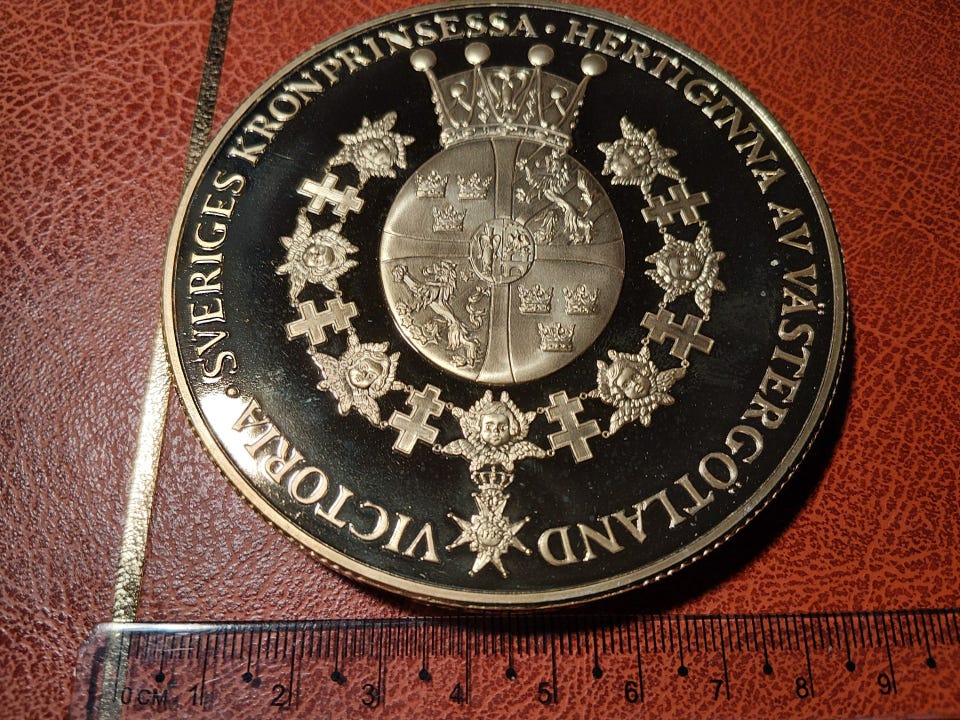 VICTORIA · SVERIGES KRONPRINSESSA · HERTIGINNA AV VÄSTERGÖTLAND
0 CM 1 2 3 4 5 6 7 8 9